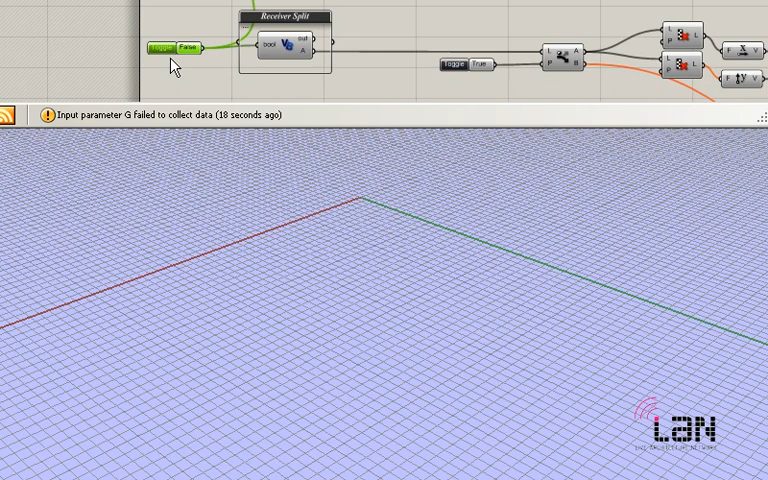 Receiver Split
Toggle False
bool
out
A
Toggle True
L
P
A
B
L
P
L
L
P
L
F
V
F
V
Input parameter G failed to collect data (18 seconds ago)
LaN